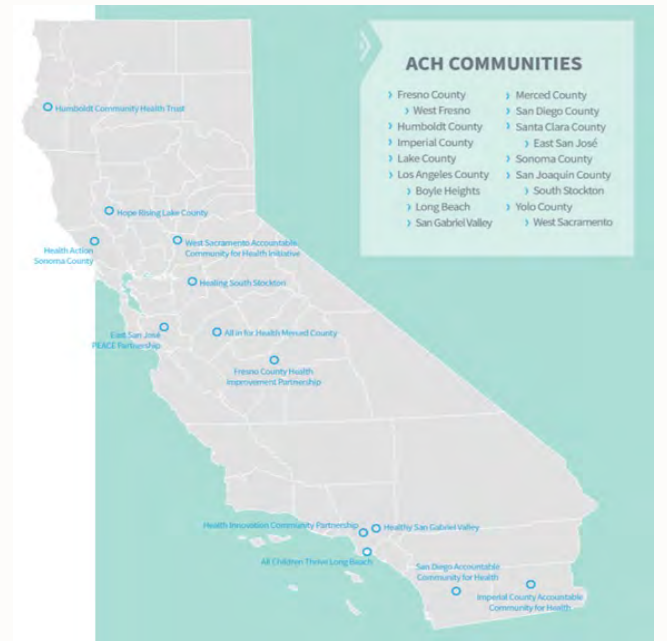 ACH COMMUNITIES
Fresno County
West Fresno
Humboldt County
Imperial County
Lake County
Los Angeles County
Boyle Heights
Long Beach
San Gabriel Valley
Merced County
San Diego County
Santa Clara County
East San José
Sonoma County
San Joaquín County
South Stockton
Yolo County
West Sacramento
Humboldt Community Health Trust
Hope Rising Lake County
Health Action
Sonoma County
West Sacramento Accountable
Community for Health Initiative
Healing South Stockton
East San José
PEACE Partnership
All in for Health Merced County
Fresno County Health
Improvement Partnership
Health Innovation Community Partnership
Healthy San Gabriel Valley
All Children Thrive Long Beach
San Diego Accountable
Community for Health
Imperial County Accountable
Community for Health